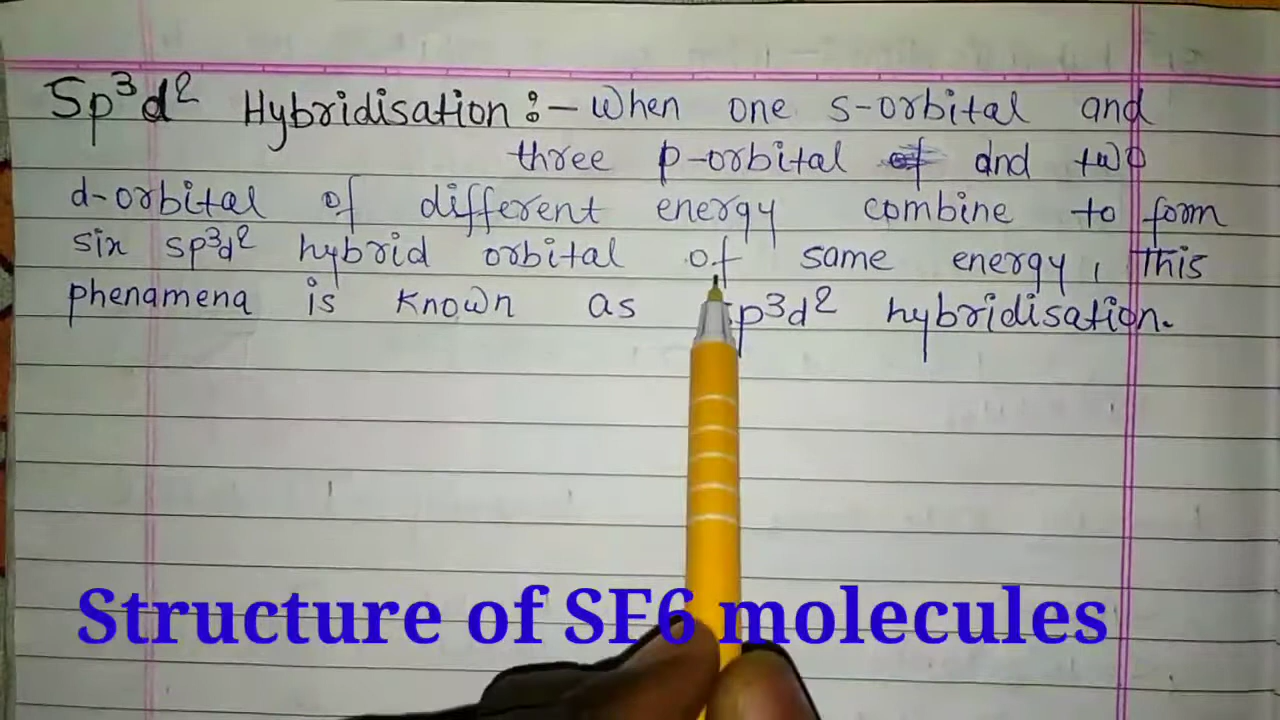 Sp³d² Hybridisation :- When one s-orbital and
three p-orbital of and two
d-orbital of different energy combine to form
six sp³d² hybrid orbital of same energy, this
phenamena is known as sp³d² hybridisation.
Structure of SF6 molecules